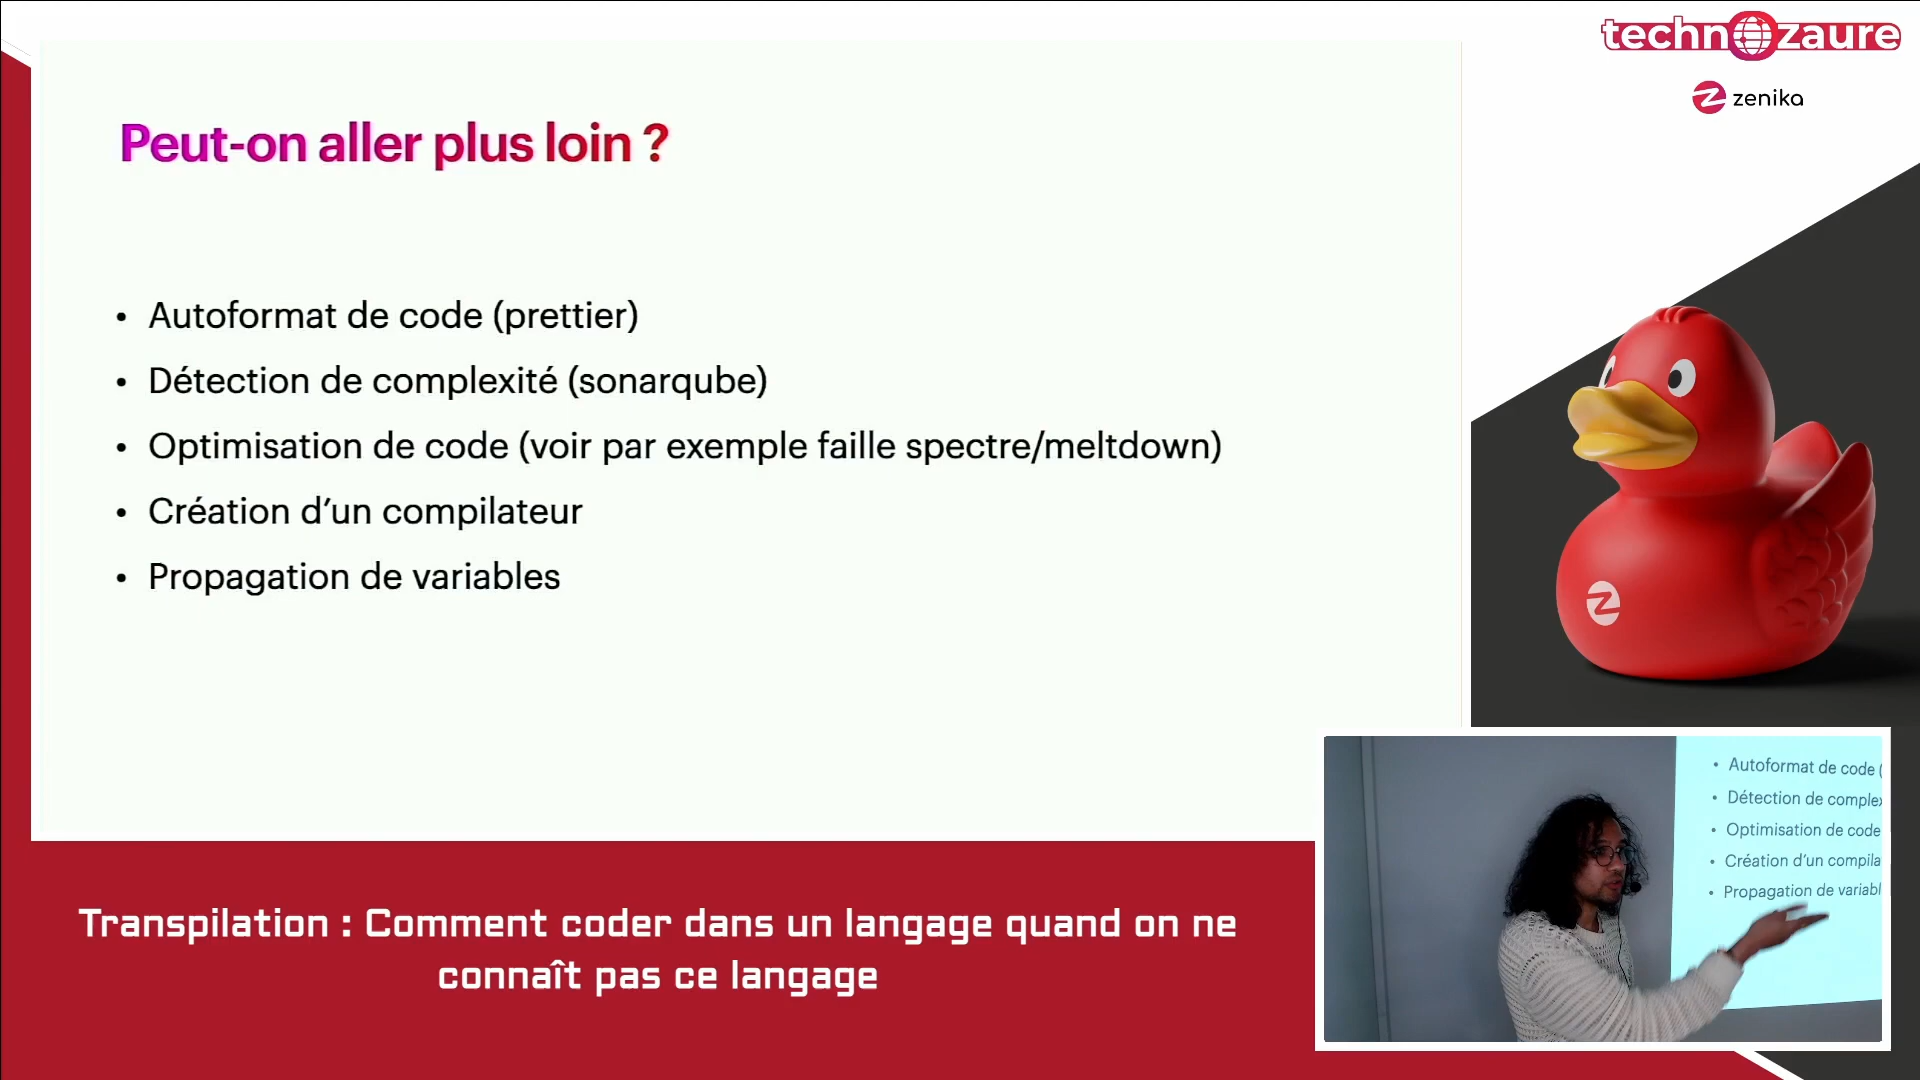 technozaure
zenika
Peut-on aller plus loin ?
• Autoformat de code (prettier)
• Détection de complexité (sonarqube)
• Optimisation de code (voir par exemple faille spectre/meltdown)
• Création d’un compilateur
• Propagation de variables
• Autoformat de code (
• Détection de complex
• Optimisation de code
• Création d’un compila
• Propagation de variabl
Transpilation : Comment coder dans un langage quand on ne
connaît pas ce langage